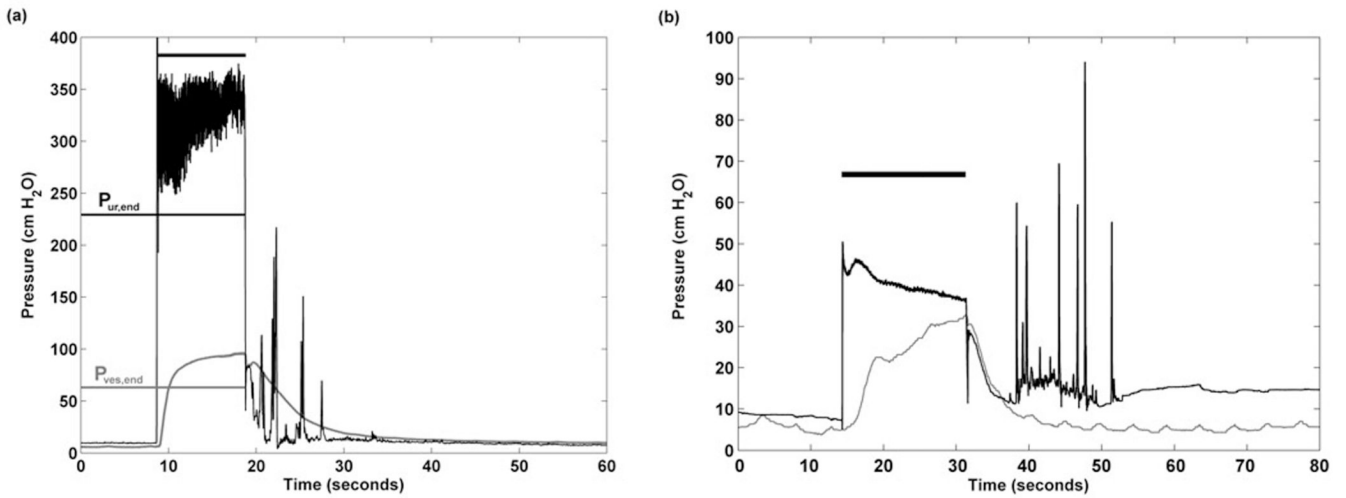 (a)
400
350
300
250
200
150
100
50
0
Pressure (cm H₂O)
P_ur,end
P_ves,end
0 10 20 30 40 50 60
Time (seconds)
(b)
100
90
80
70
60
50
40
30
20
10
0
Pressure (cm H₂O)
0 10 20 30 40 50 60 70 80
Time (seconds)